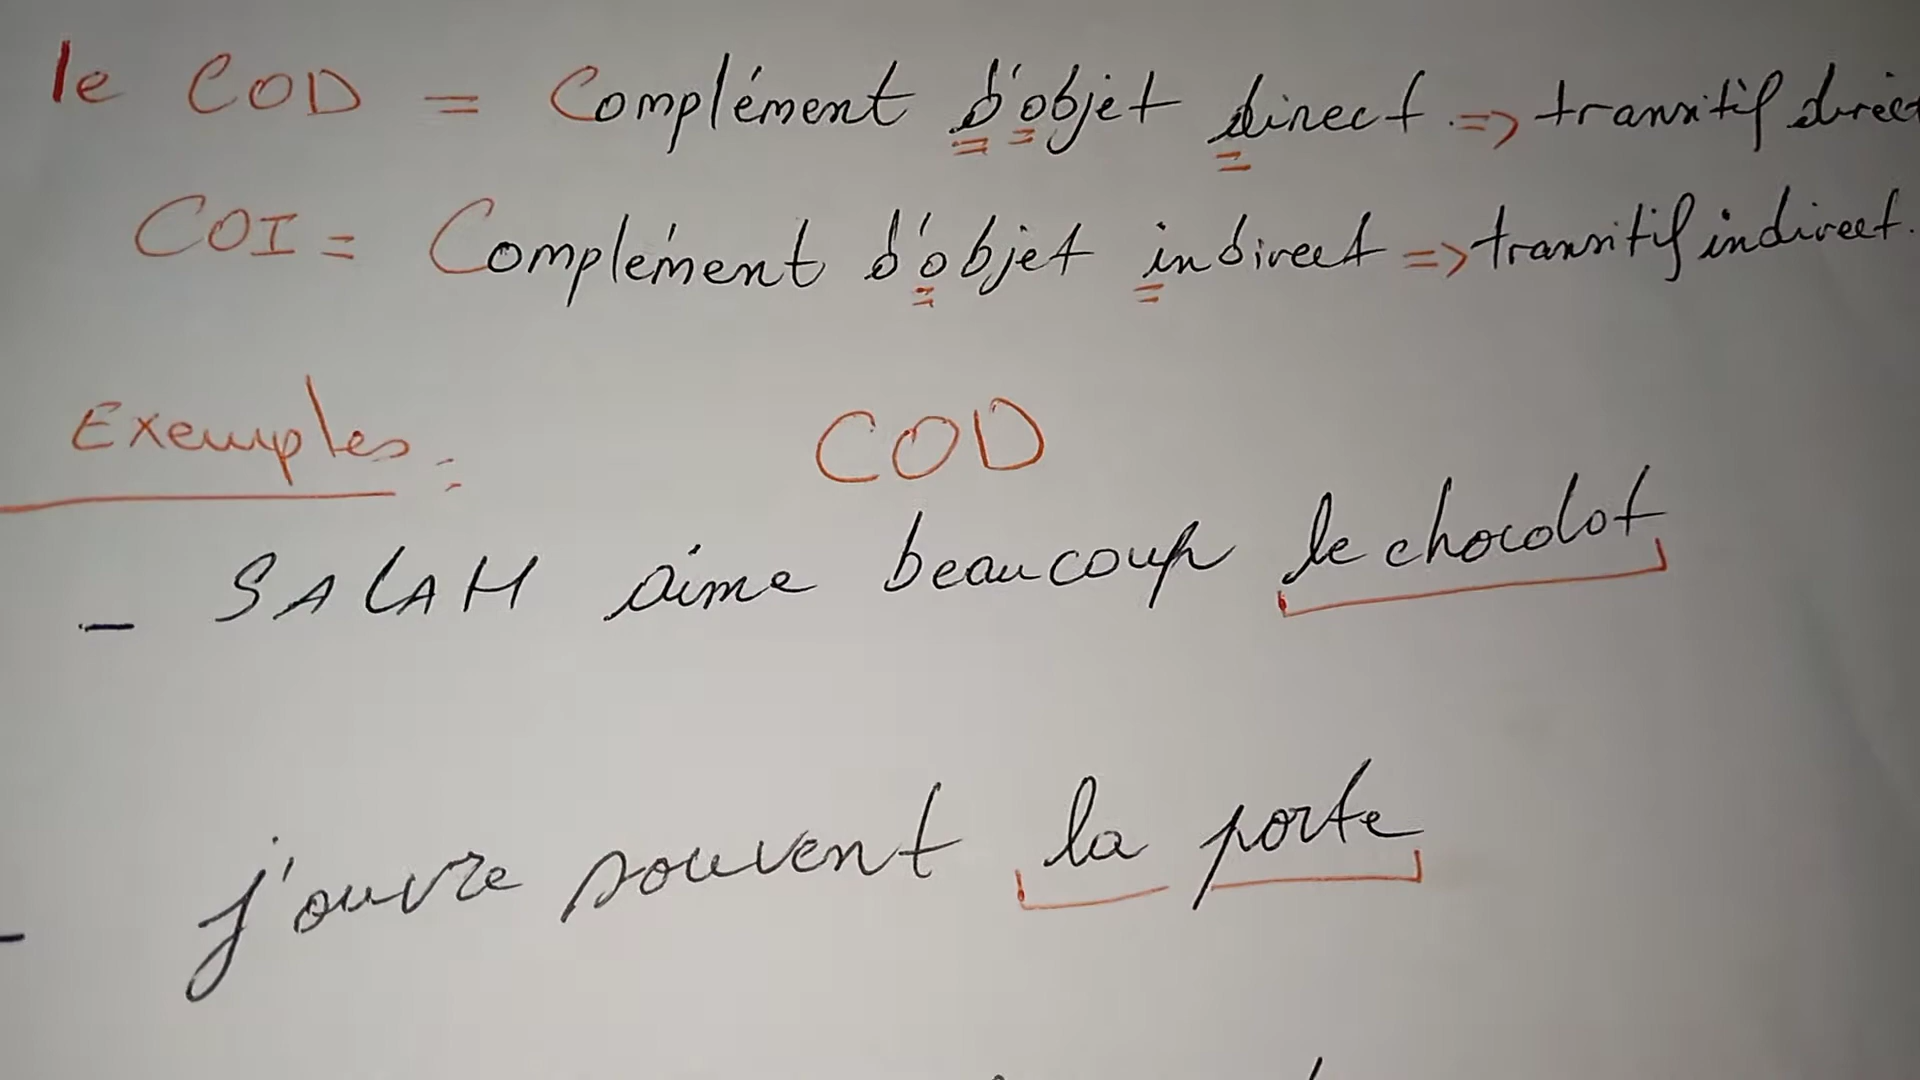 le COD = Complément d'objet direct => transitif direct
COI = Complément d'objet indirect => transitif indirect.
Exemples :
COD
- SALAH aime beaucoup le chocolat
- j'ouvre souvent la porte